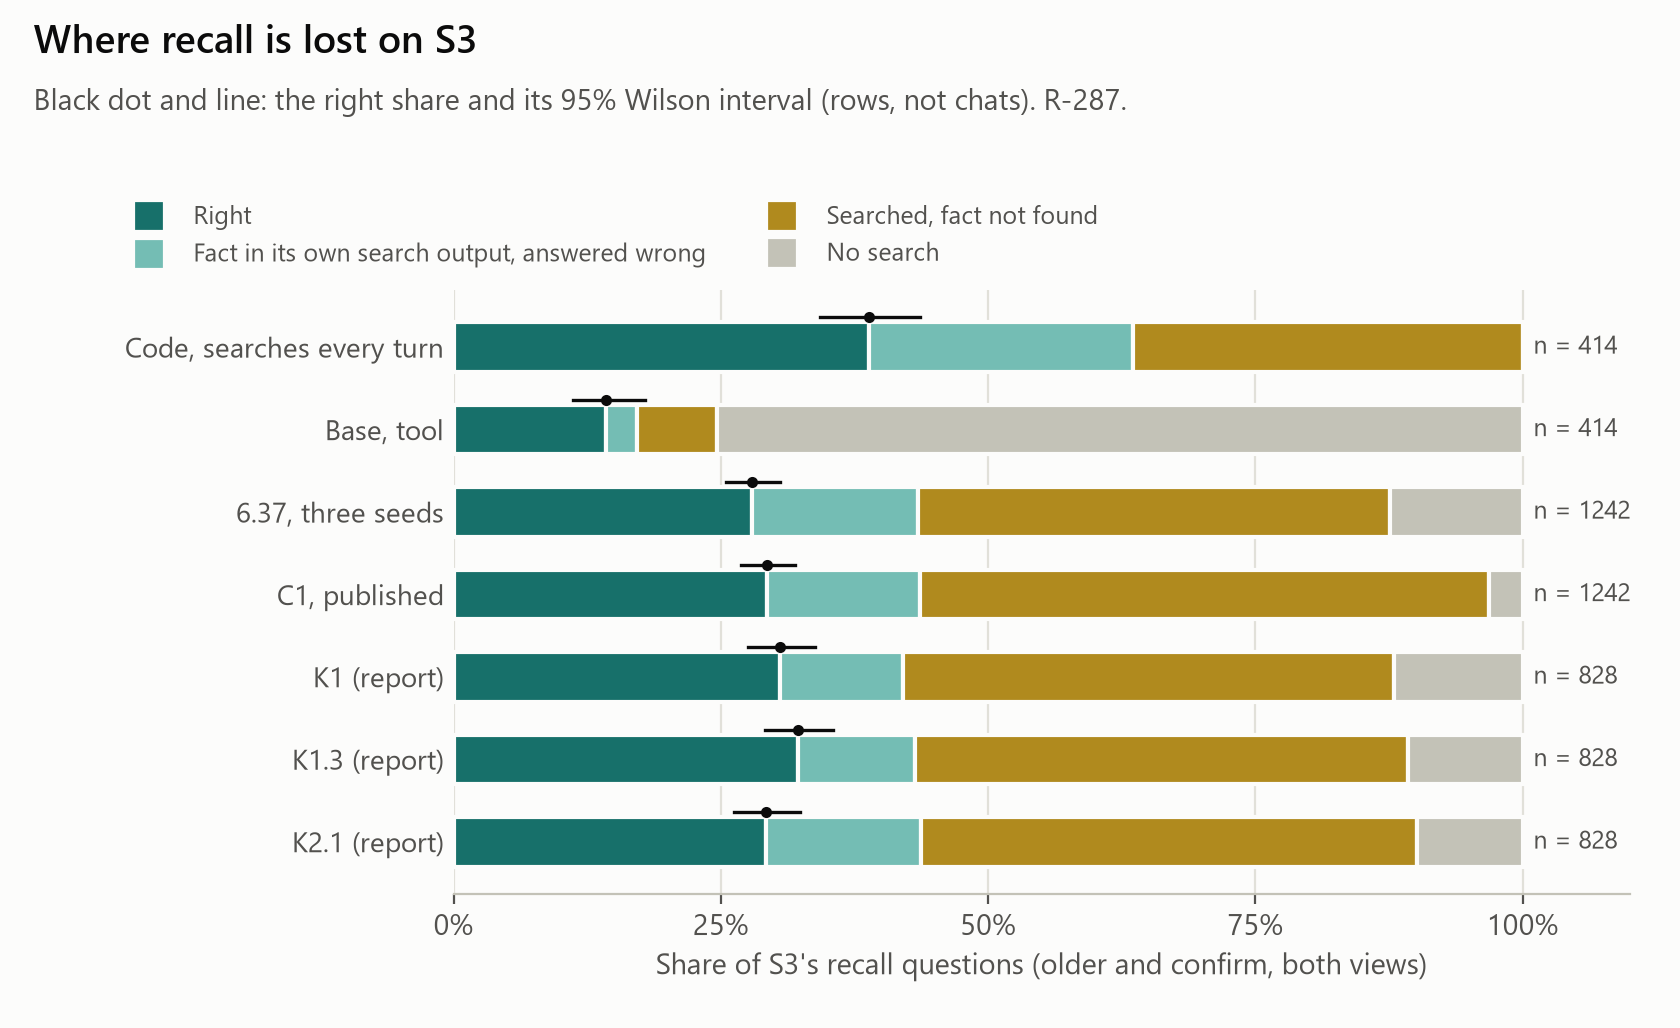 Where recall is lost on S3
Black dot and line: the right share and its 95% Wilson interval (rows, not chats). R-287.
Right
Fact in its own search output, answered wrong
Searched, fact not found
No search
Code, searches every turn
n = 414
Base, tool
n = 414
6.37, three seeds
n = 1242
C1, published
n = 1242
K1 (report)
n = 828
K1.3 (report)
n = 828
K2.1 (report)
n = 828
0% 25% 50% 75% 100%
Share of S3's recall questions (older and confirm, both views)